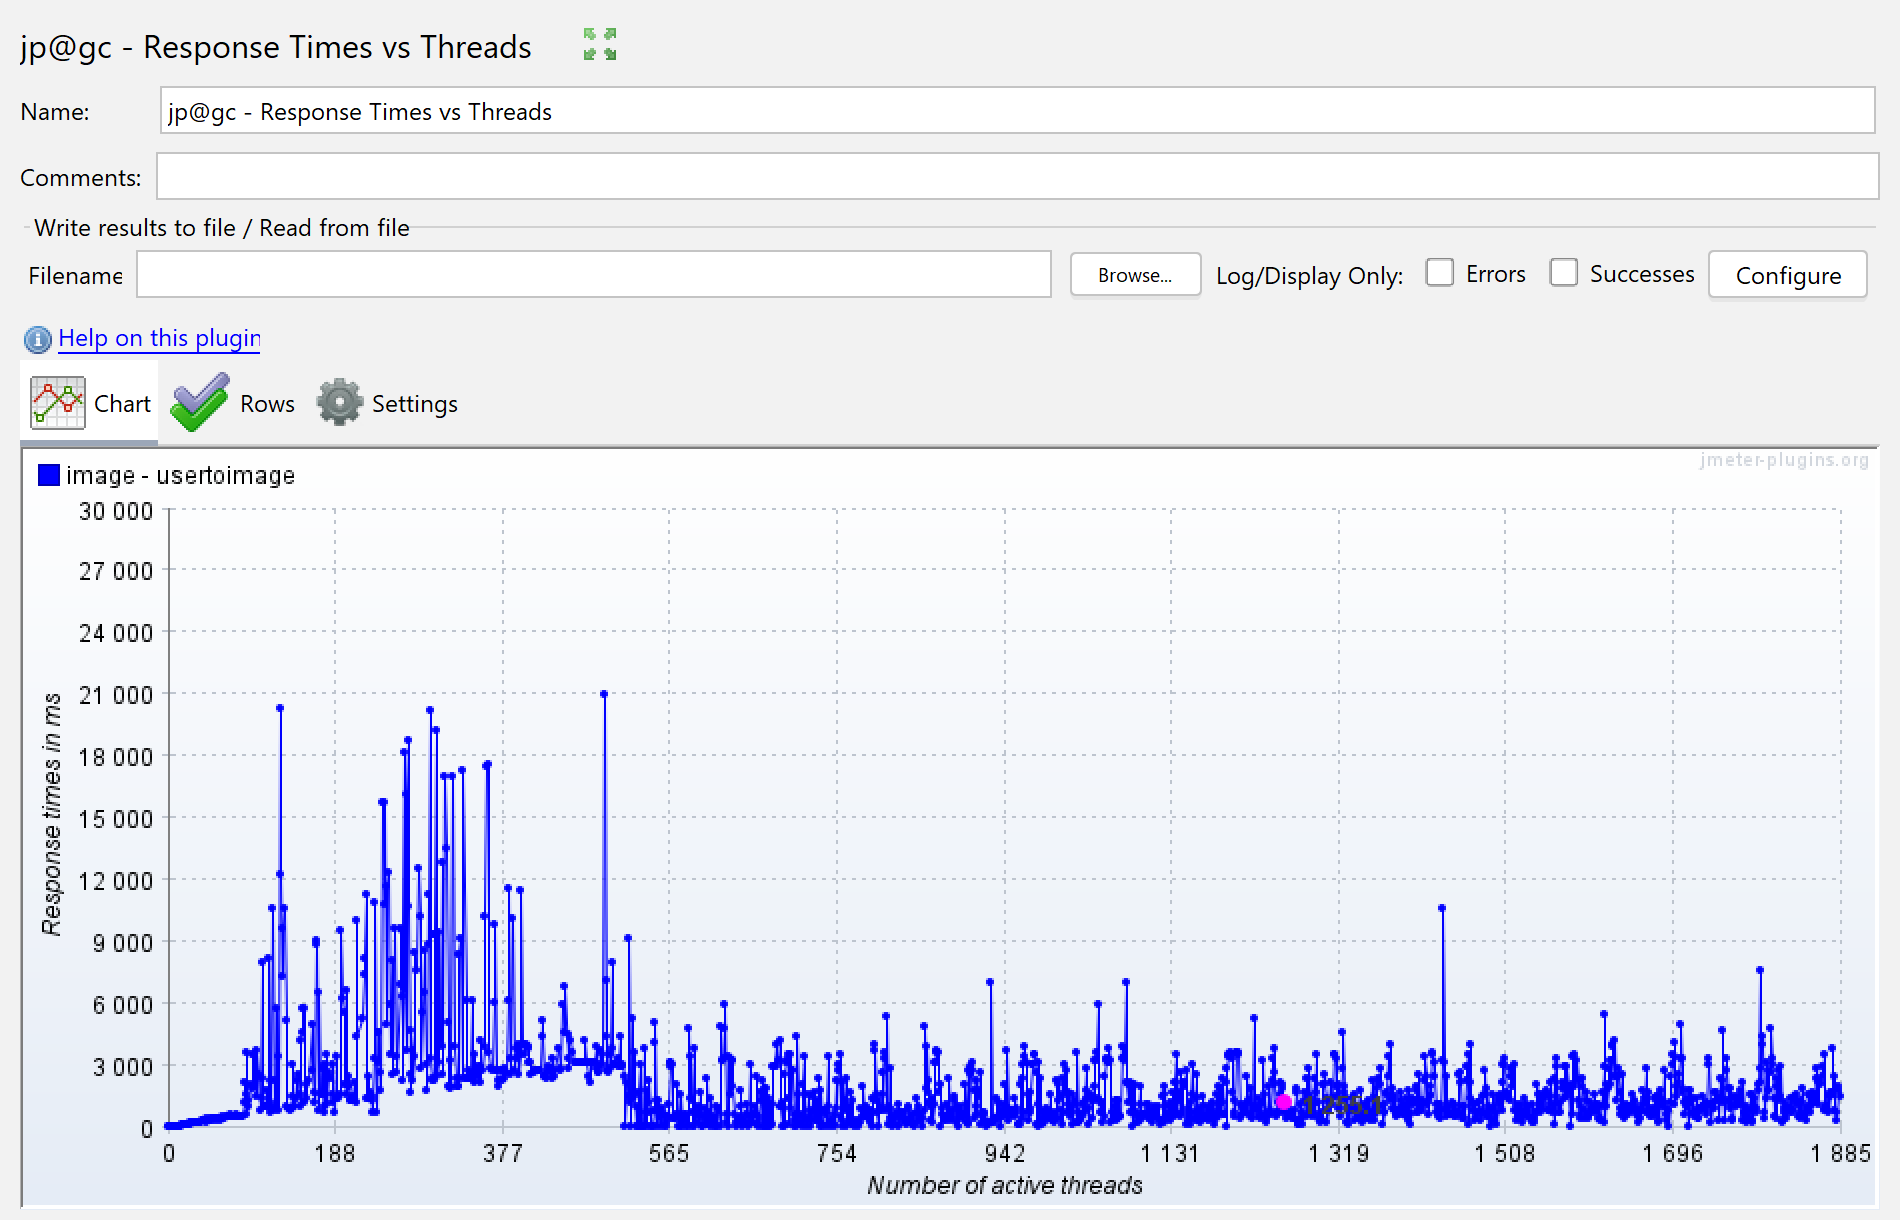 jp@gc - Response Times vs Threads
Name: jp@gc - Response Times vs Threads
Comments:
Write results to file / Read from file
Filename Browse... Log/Display Only: Errors Successes Configure
Help on this plugin
Chart Rows Settings
image - usertoimage
jmeter-plugins.org
30 000
27 000
24 000
21 000
18 000
15 000
12 000
9 000
6 000
3 000
0
Response times in ms
1 255.1
0 188 377 565 754 942 1 131 1 319 1 508 1 696 1 885
Number of active threads